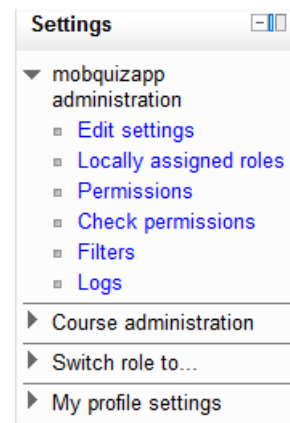 Settings
mobquizapp
administration
Edit settings
Locally assigned roles
Permissions
Check permissions
Filters
Logs
Course administration
Switch role to...
My profile settings